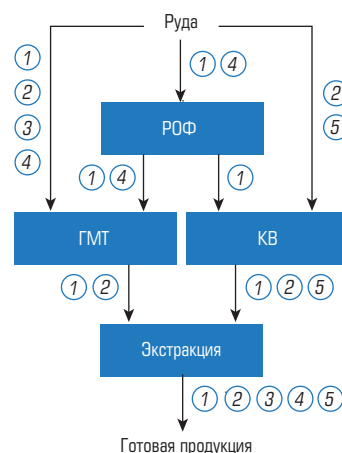 Руда
1
2
3
4
1 4
2
5
РОФ
1 4
1
ГМТ
КВ
1 2
1 2 5
Экстракция
1 2 3 4 5
Готовая продукция